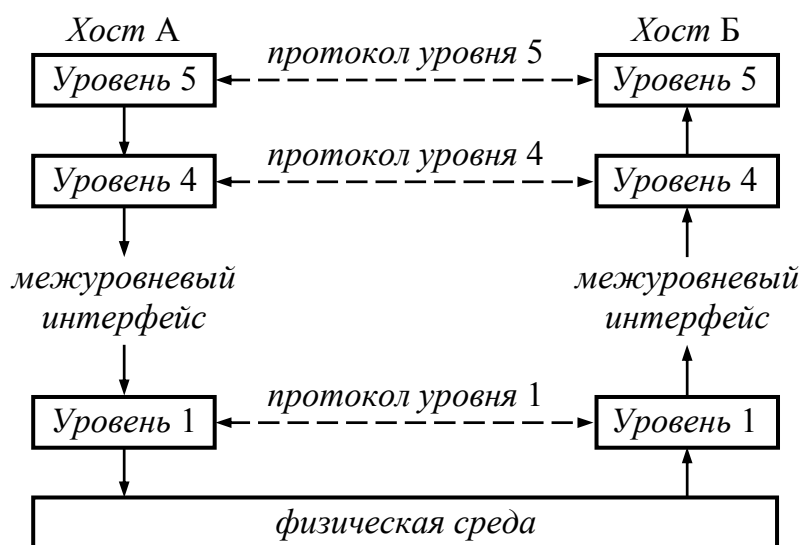 Хост А Хост Б
протокол уровня 5
Уровень 5 Уровень 5
протокол уровня 4
Уровень 4 Уровень 4
межуровневый межуровневый
интерфейс интерфейс
протокол уровня 1
Уровень 1 Уровень 1
физическая среда